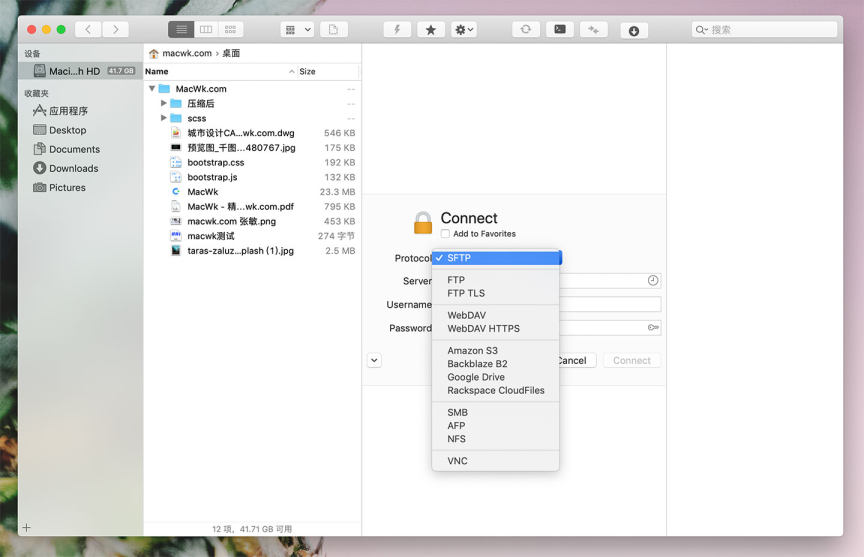 搜索
设备
Maci...h HD 41.7 GB
收藏夹
应用程序
Desktop
Documents
Downloads
Pictures
macwk.com › 桌面
Name Size
MacWk.com --
压缩后 --
scss --
城市设计CA...wk.com.dwg 546 KB
预览图_千图...480767.jpg 175 KB
bootstrap.css 192 KB
bootstrap.js 132 KB
MacWk 23.3 MB
MacWk - 精...wk.com.pdf 795 KB
macwk.com 张敏.png 453 KB
macwk测试 274 字节
taras-zaluz...plash (1).jpg 2.5 MB
12 项, 41.71 GB 可用
Connect
Add to Favorites
Protocol
Server
Username
Password
SFTP
FTP
FTP TLS
WebDAV
WebDAV HTTPS
Amazon S3
Backblaze B2
Google Drive
Rackspace CloudFiles
SMB
AFP
NFS
VNC
Cancel Connect